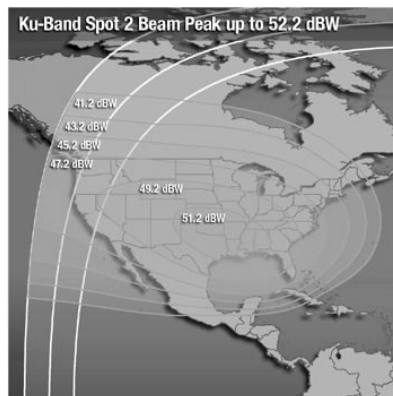 Ku-Band Spot 2 Beam Peak up to 52.2 dBW
41.2 dBW
43.2 dBW
45.2 dBW
47.2 dBW
49.2 dBW
51.2 dBW